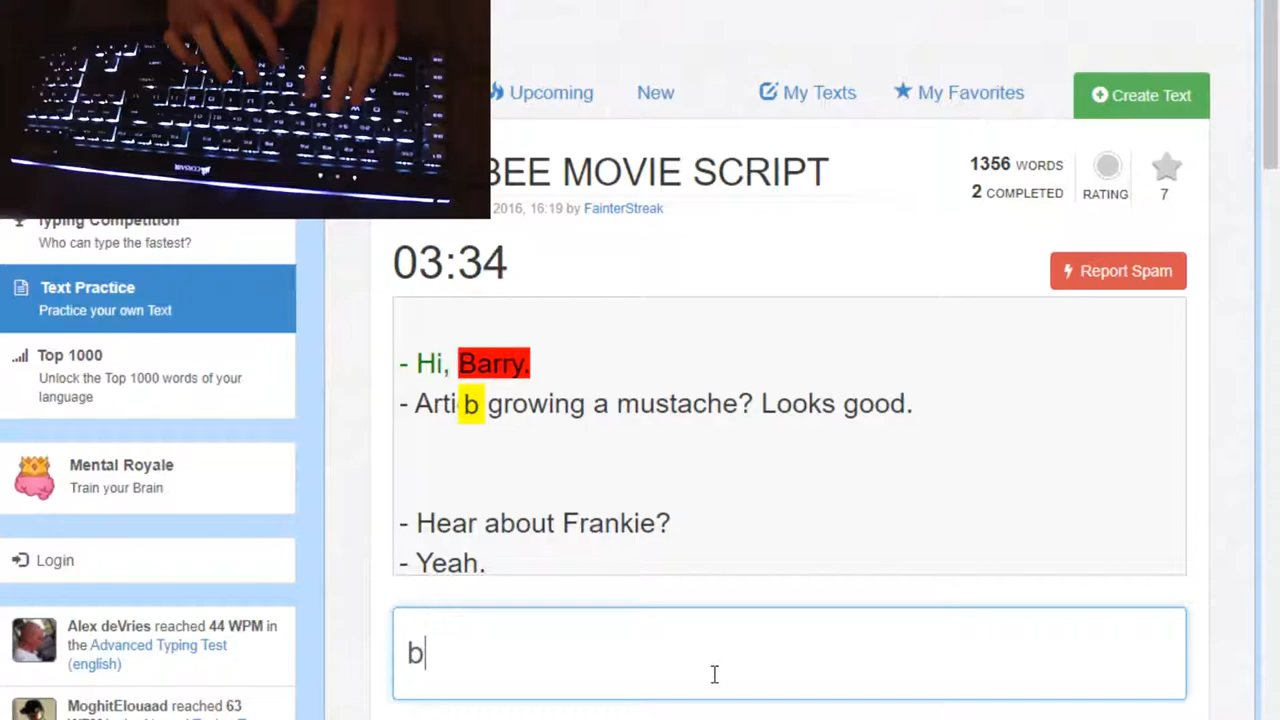 CORSAIR
Upcoming
New
My Texts
My Favorites
Create Text
BEE MOVIE SCRIPT
1356 WORDS
2 COMPLETED
RATING
7
2016, 16:19 by FainterStreak
Typing Competition
Who can type the fastest?
Text Practice
Practice your own Text
Top 1000
Unlock the Top 1000 words of your
language
Mental Royale
Train your Brain
Login
Alex deVries reached 44 WPM in
the Advanced Typing Test
(english)
MoghitElouaad reached 63
03:34
Report Spam
- Hi, Barry.
- Arti b growing a mustache? Looks good.
- Hear about Frankie?
- Yeah.
b